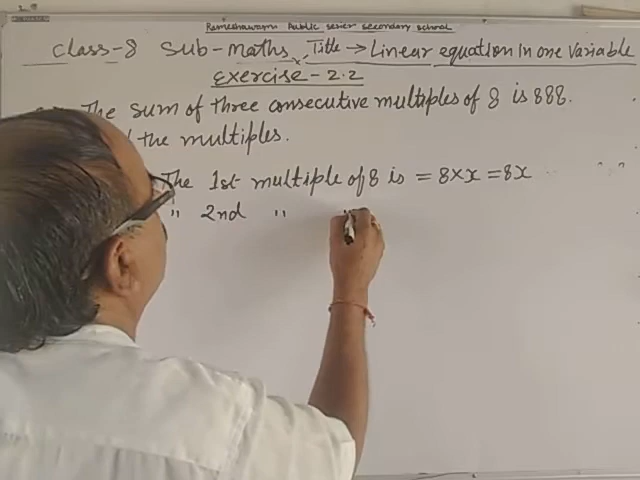 Rameshawaram Public senior secondary school
Class-8 Sub-maths, Title → Linear equation In one variable
Exercise-2.2
The sum of three consecutive multiples of 8 is 888.
the multiples.
The 1st multiple of 8 is = 8×x = 8x
" 2nd "